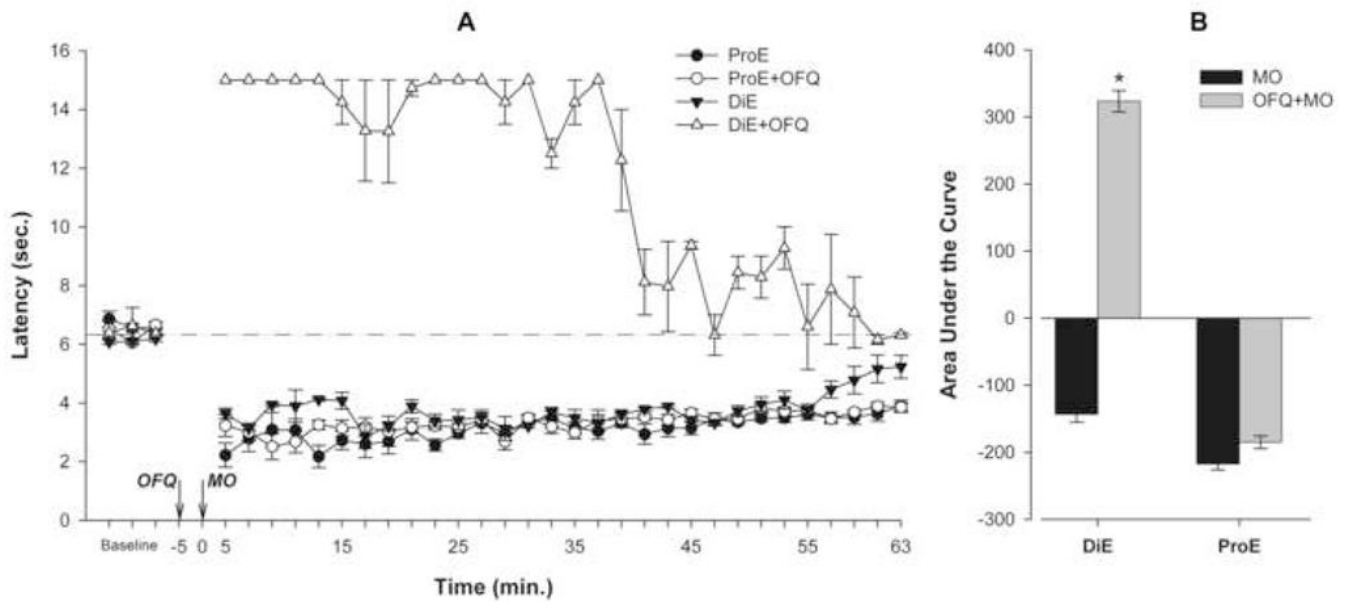 A
B
16
14
12
10
8
6
4
2
0
Latency (sec.)
ProE
ProE+OFQ
DiE
DiE+OFQ
OFQ
MO
Baseline -5 0 5 15 25 35 45 55 63
Time (min.)
400
300
200
100
0
-100
-200
-300
Area Under the Curve
*
MO
OFQ+MO
DiE ProE